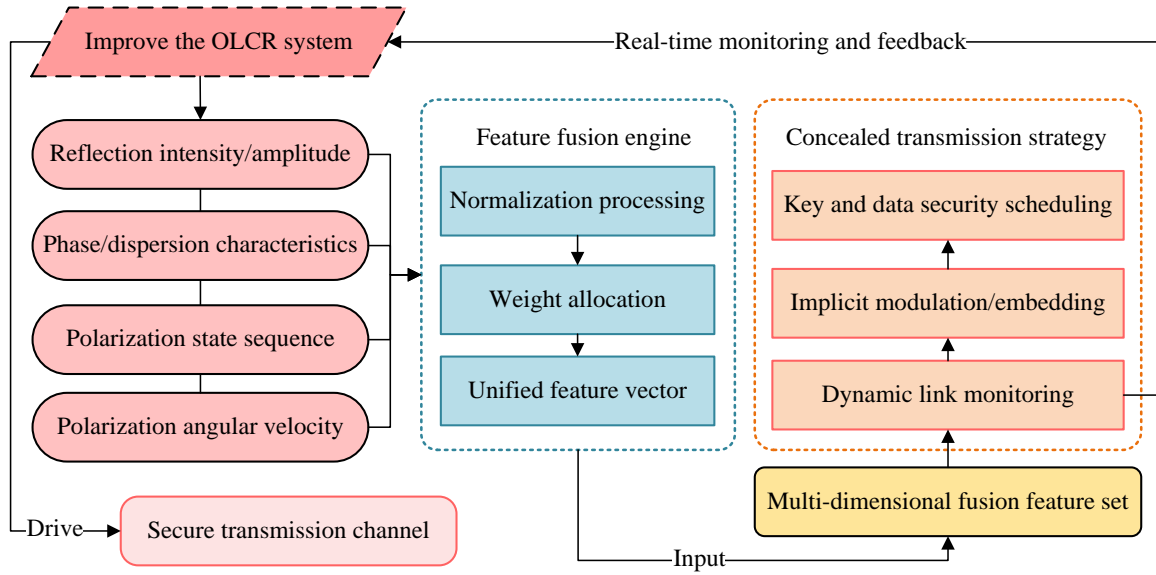 Improve the OLCR system
Real-time monitoring and feedback
Reflection intensity/amplitude
Phase/dispersion characteristics
Polarization state sequence
Polarization angular velocity
Feature fusion engine
Normalization processing
Weight allocation
Unified feature vector
Concealed transmission strategy
Key and data security scheduling
Implicit modulation/embedding
Dynamic link monitoring
Multi-dimensional fusion feature set
Drive
Secure transmission channel
Input